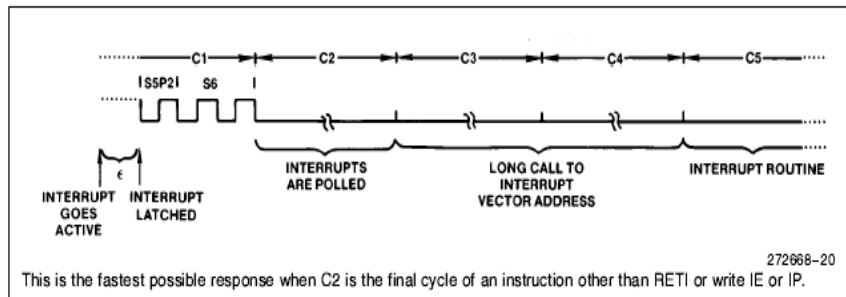 C1 C2 C3 C4 C5
S5P2 S6
ε
INTERRUPT GOES ACTIVE
INTERRUPT LATCHED
INTERRUPTS ARE POLLED
LONG CALL TO INTERRUPT VECTOR ADDRESS
INTERRUPT ROUTINE
272668–20
This is the fastest possible response when C2 is the final cycle of an instruction other than RETI or write IE or IP.